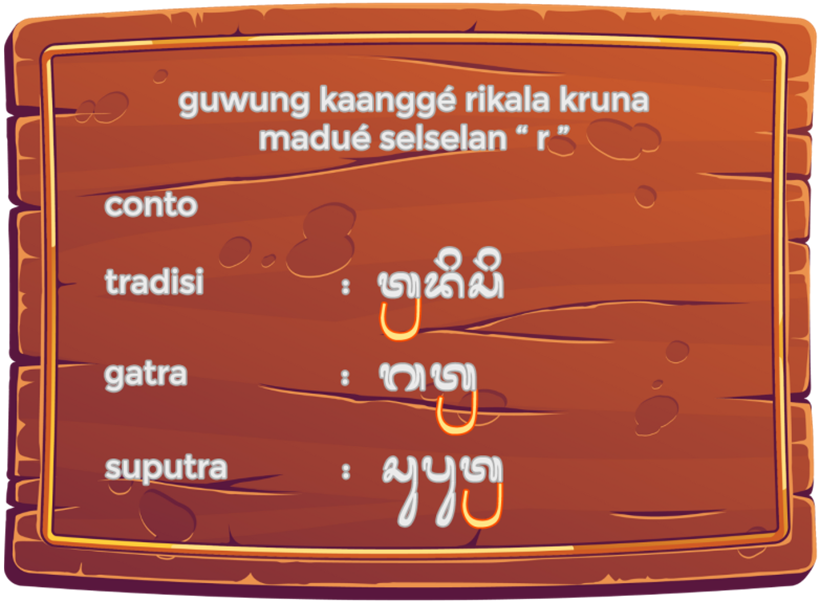 guwung kaanggé rikala kruna
madué selselan “ r ”
conto
tradisi : ᬢ᭄ᬭᬤᬶᬲᬶ
gatra : ᬕᬢ᭄ᬭ
suputra : ᬲᬸᬧᬸᬢ᭄ᬭ